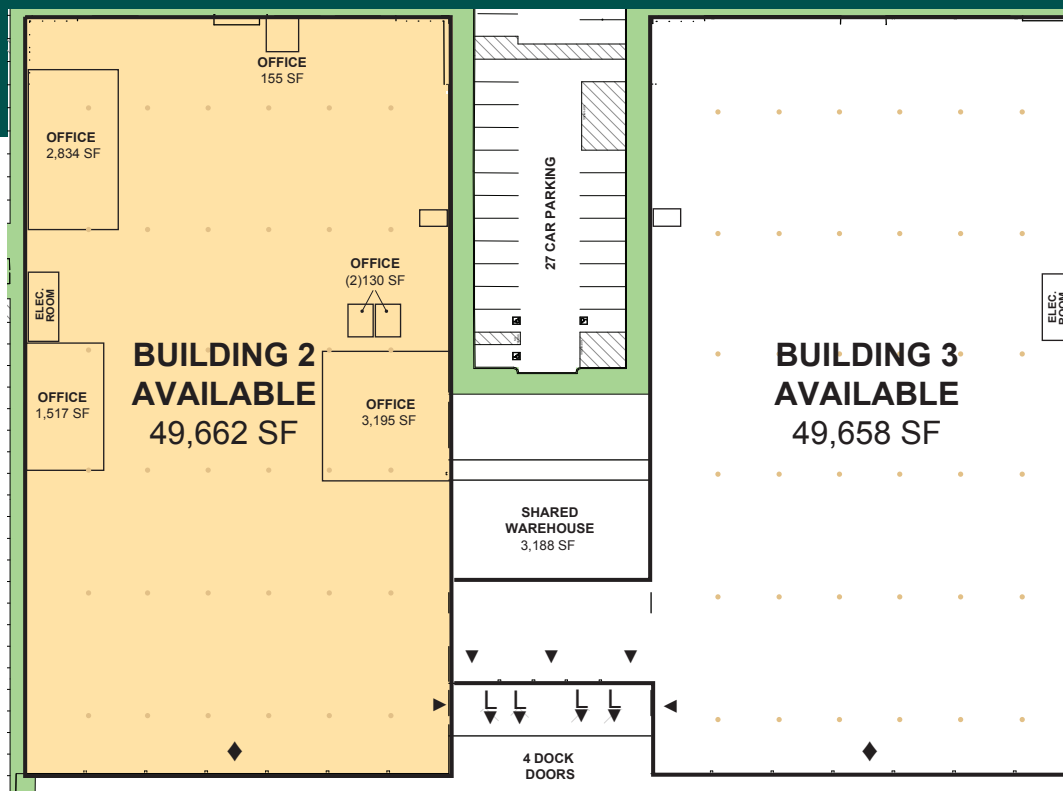 OFFICE
155 SF
OFFICE
2,834 SF
27 CAR PARKING
OFFICE
(2)130 SF
ELEC.
ROOM
ELEC.
ROOM
BUILDING 2
AVAILABLE
49,662 SF
OFFICE
1,517 SF
OFFICE
3,195 SF
BUILDING 3
AVAILABLE
49,658 SF
SHARED
WAREHOUSE
3,188 SF
4 DOCK
DOORS